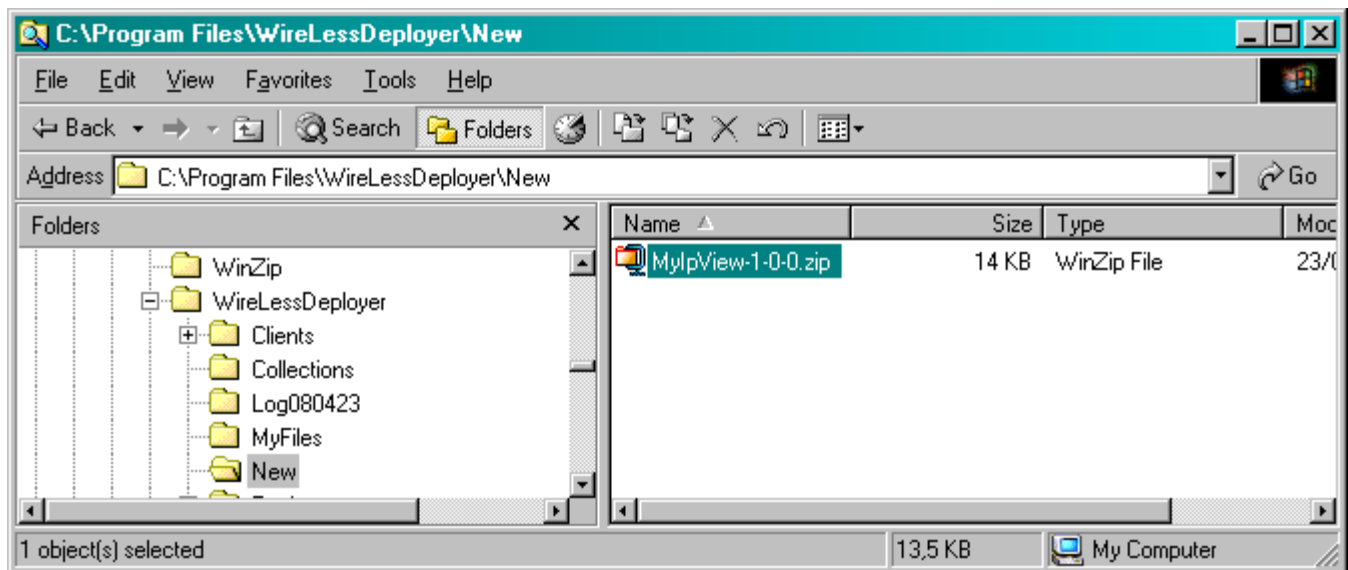 C:\Program Files\WireLessDeployer\New
File Edit View Favorites Tools Help
Back Search Folders
Address C:\Program Files\WireLessDeployer\New Go
Folders
WinZip
WireLessDeployer
Clients
Collections
Log080423
MyFiles
New
Name Size Type
MyIpView-1-0-0.zip 14 KB WinZip File
1 object(s) selected 13,5 KB My Computer